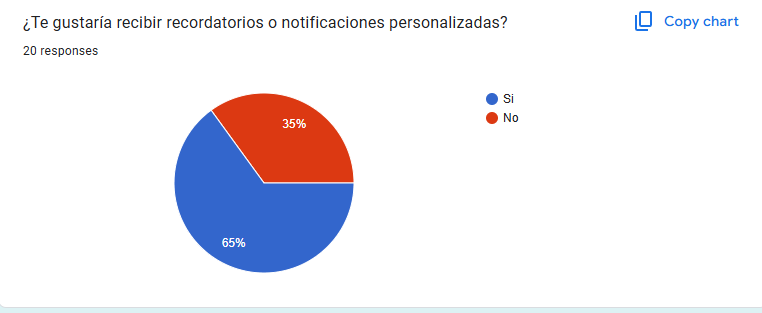 ¿Te gustaría recibir recordatorios o notificaciones personalizadas?
Copy chart
20 responses
Si
No
35%
65%